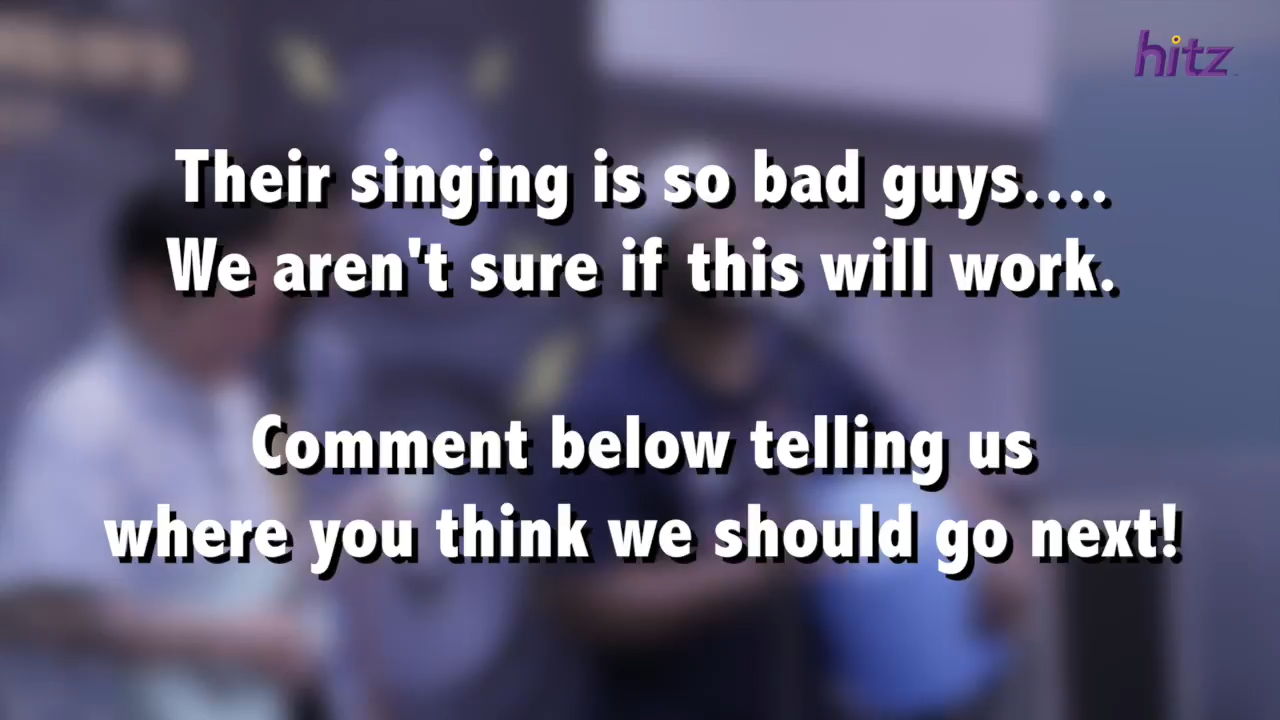 hitz
Their singing is so bad guys....
We aren't sure if this will work.
Comment below telling us
where you think we should go next!